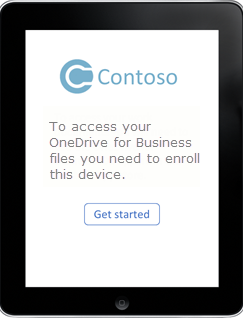 Contoso
To access your
OneDrive for Business
files you need to enroll
this device.
Get started